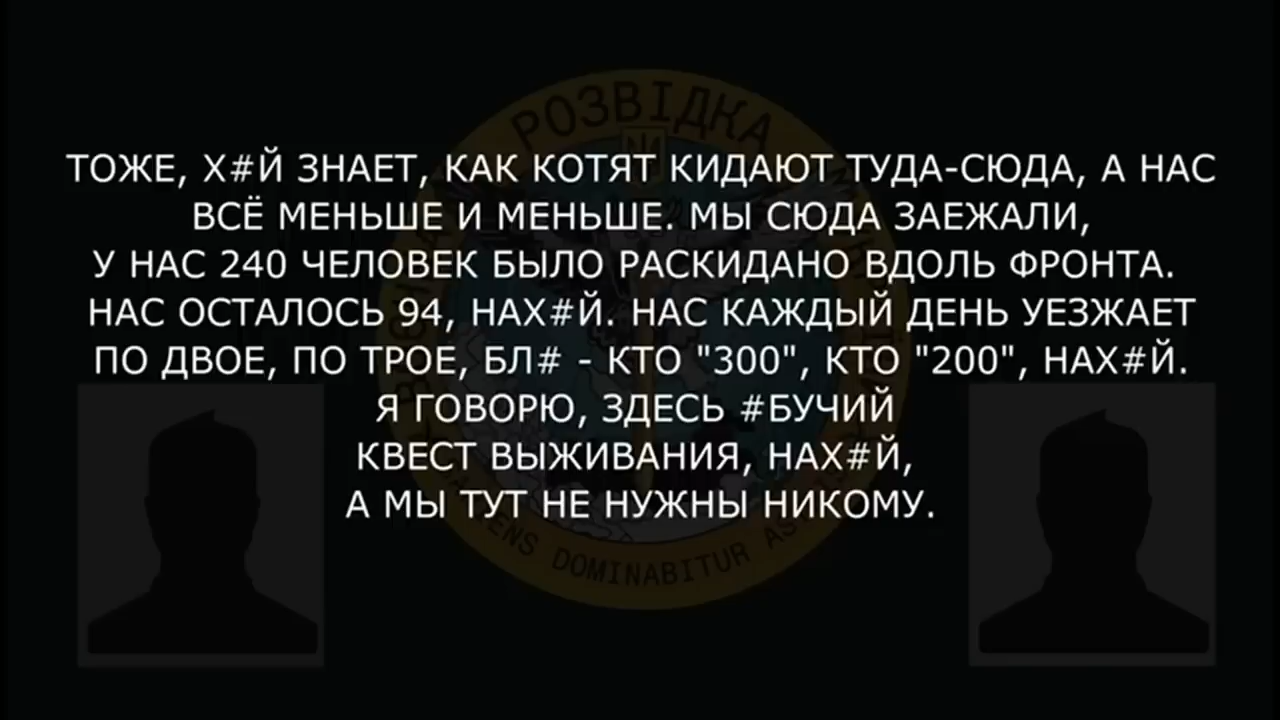 РОЗВІДКА
ТОЖЕ, Х#Й ЗНАЕТ, КАК КОТЯТ КИДАЮТ ТУДА-СЮДА, А НАС
ВСЁ МЕНЬШЕ И МЕНЬШЕ. МЫ СЮДА ЗАЕЖАЛИ,
У НАС 240 ЧЕЛОВЕК БЫЛО РАСКИДАНО ВДОЛЬ ФРОНТА.
НАС ОСТАЛОСЬ 94, НАХ#Й. НАС КАЖДЫЙ ДЕНЬ УЕЗЖАЕТ
ПО ДВОЕ, ПО ТРОЕ, БЛ# - КТО "300", КТО "200", НАХ#Й.
Я ГОВОРЮ, ЗДЕСЬ #БУЧИЙ
КВЕСТ ВЫЖИВАНИЯ, НАХ#Й,
А МЫ ТУТ НЕ НУЖНЫ НИКОМУ.
DOMINABITUR